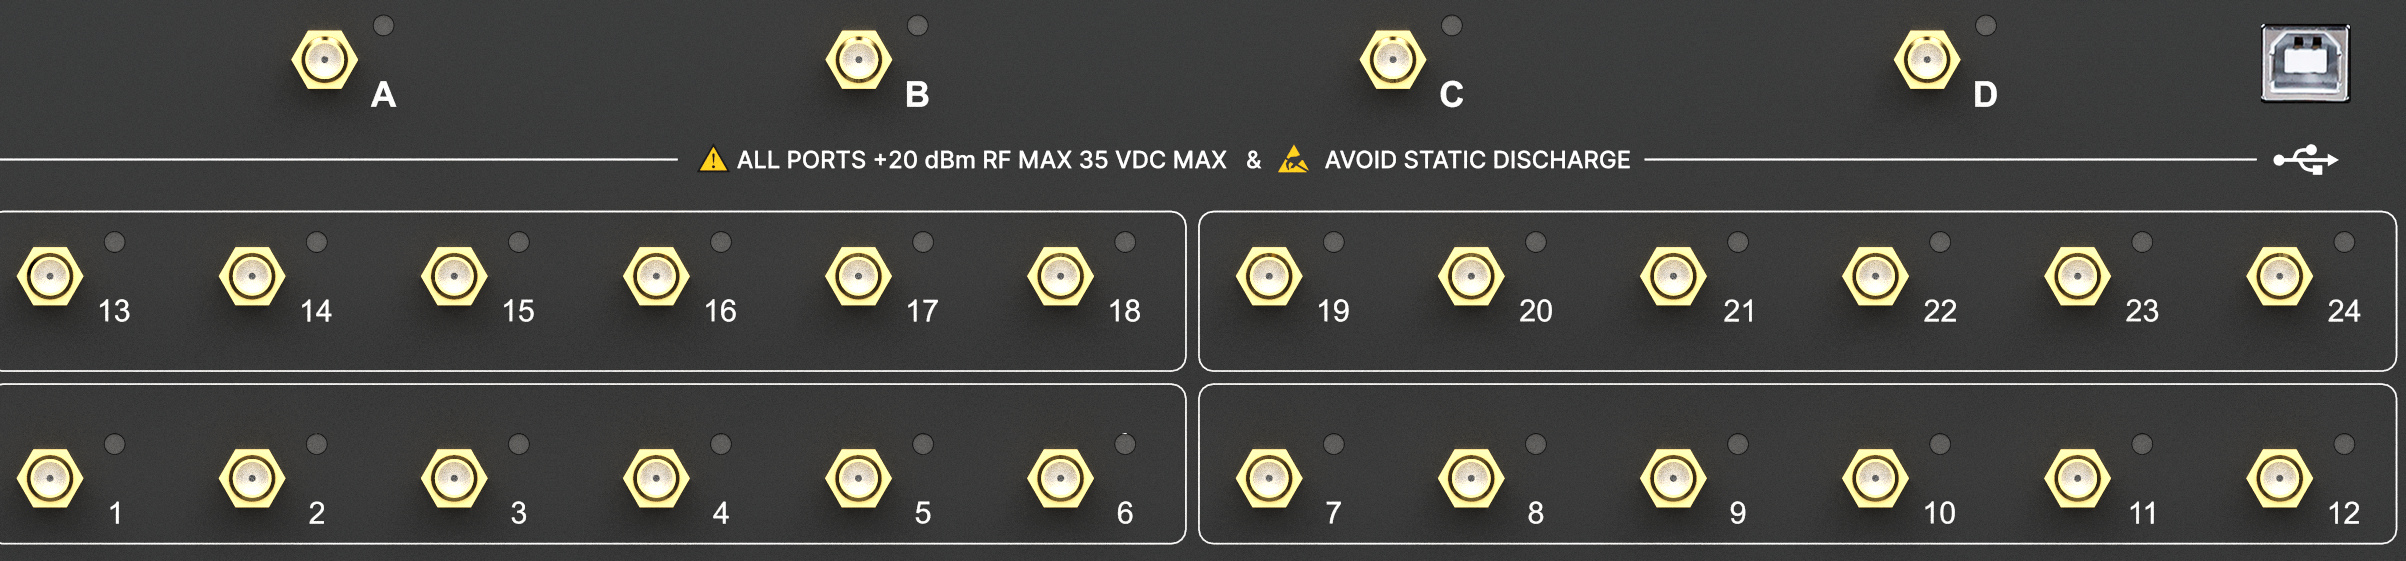 A B C D
ALL PORTS +20 dBm RF MAX 35 VDC MAX & AVOID STATIC DISCHARGE
13 14 15 16 17 18 19 20 21 22 23 24
1 2 3 4 5 6 7 8 9 10 11 12